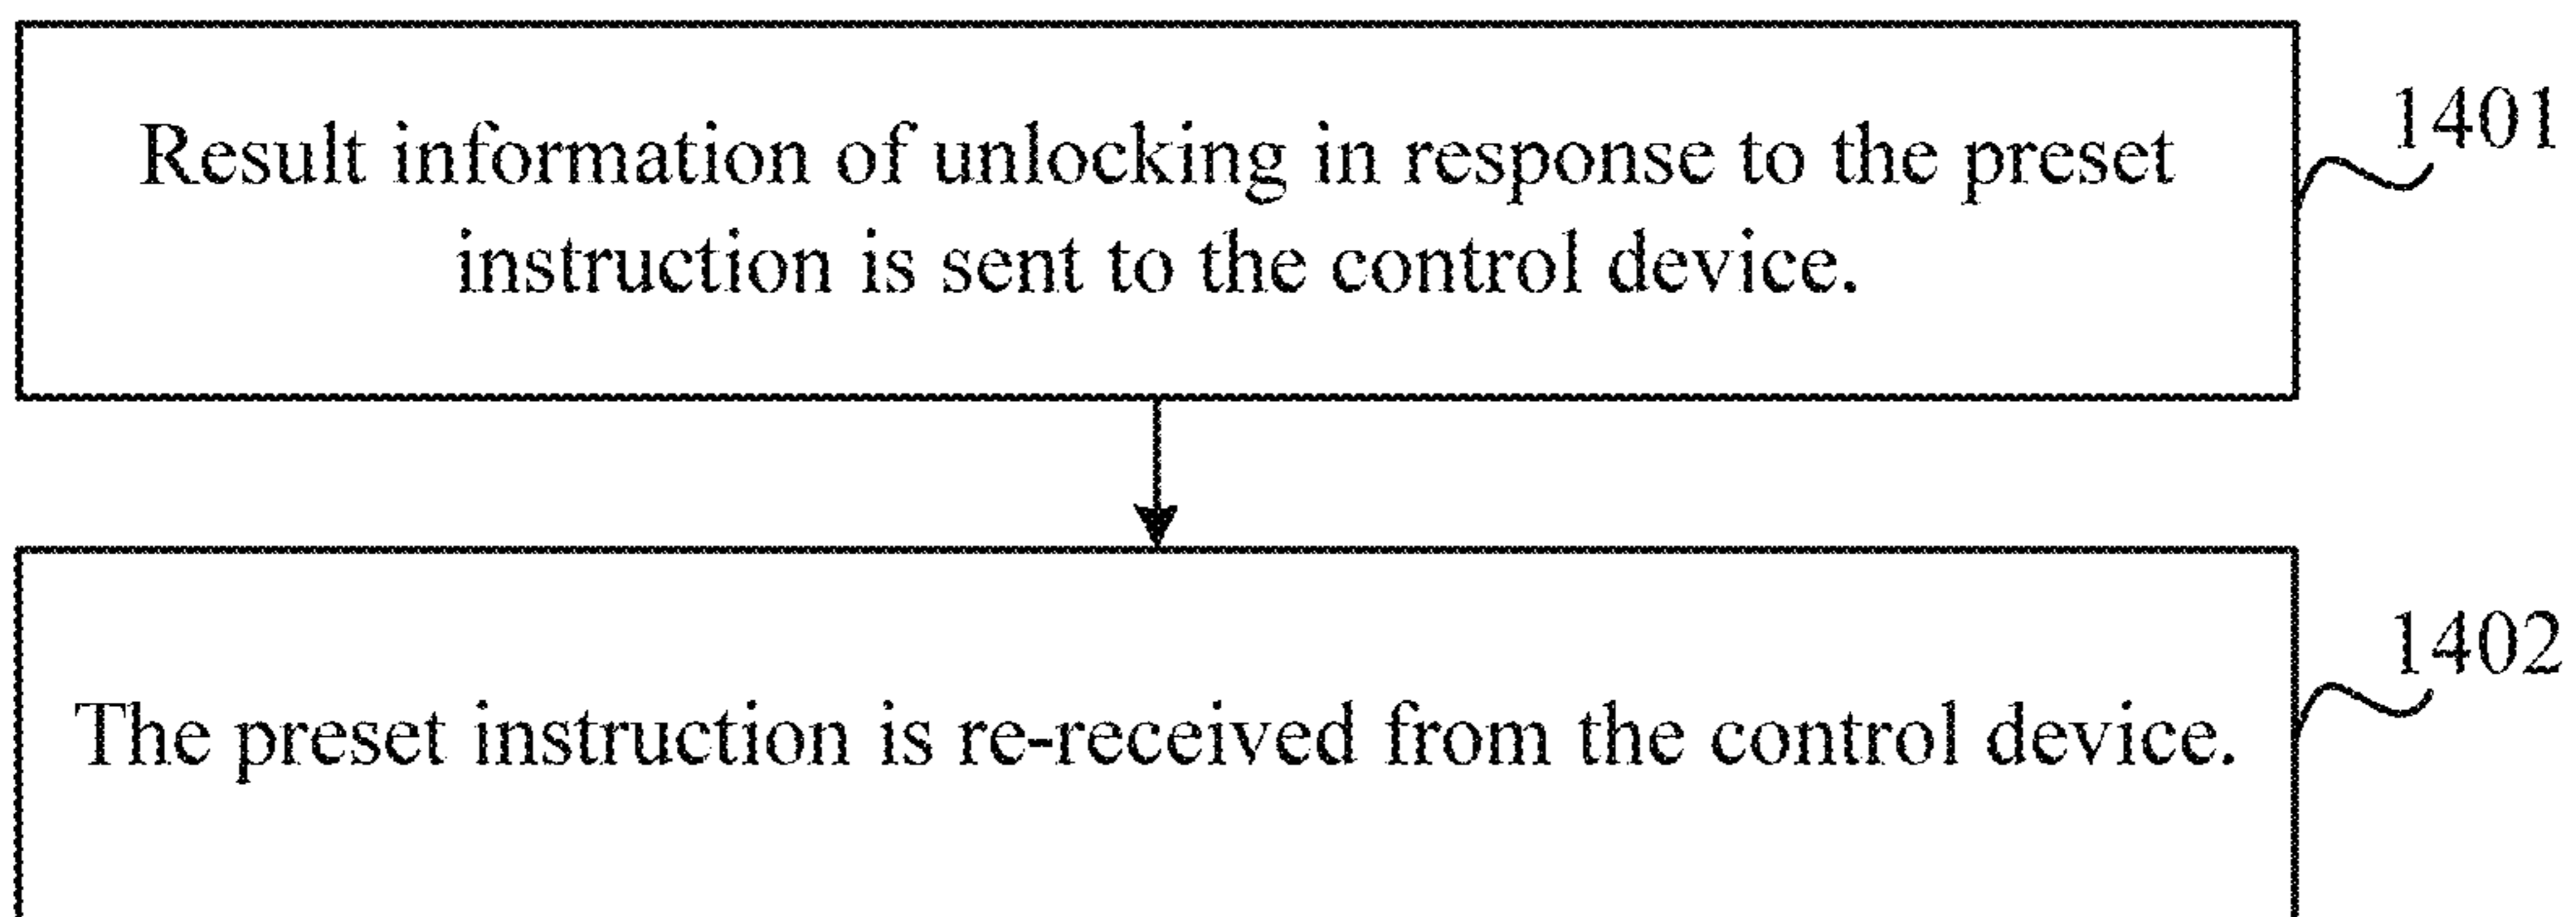 Result information of unlocking in response to the preset
instruction is sent to the control device.
1401
The preset instruction is re-received from the control device.
1402